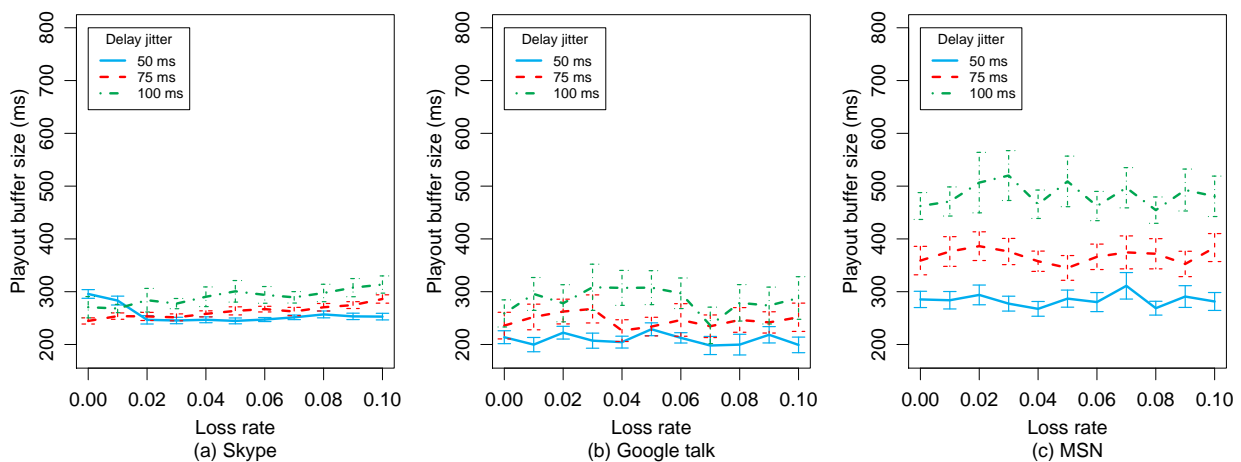 Playout buffer size (ms)
800
700
600
500
400
300
200
Delay jitter
50 ms
75 ms
100 ms
0.00 0.02 0.04 0.06 0.08 0.10
Loss rate
(a) Skype
Playout buffer size (ms)
800
700
600
500
400
300
200
Delay jitter
50 ms
75 ms
100 ms
0.00 0.02 0.04 0.06 0.08 0.10
Loss rate
(b) Google talk
Playout buffer size (ms)
800
700
600
500
400
300
200
Delay jitter
50 ms
75 ms
100 ms
0.00 0.02 0.04 0.06 0.08 0.10
Loss rate
(c) MSN